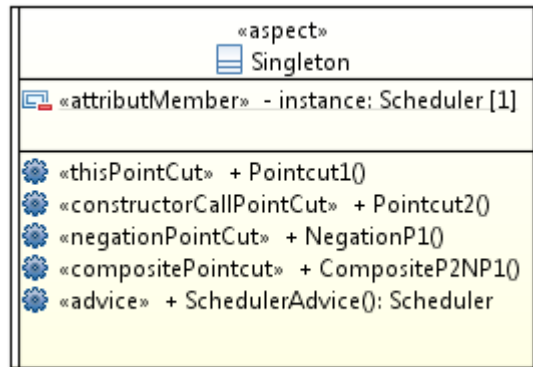 «aspect»
Singleton
«attributMember» - instance: Scheduler [1]
«thisPointCut» + Pointcut1()
«constructorCallPointCut» + Pointcut2()
«negationPointCut» + NegationP1()
«compositePointcut» + CompositeP2NP1()
«advice» + SchedulerAdvice(): Scheduler